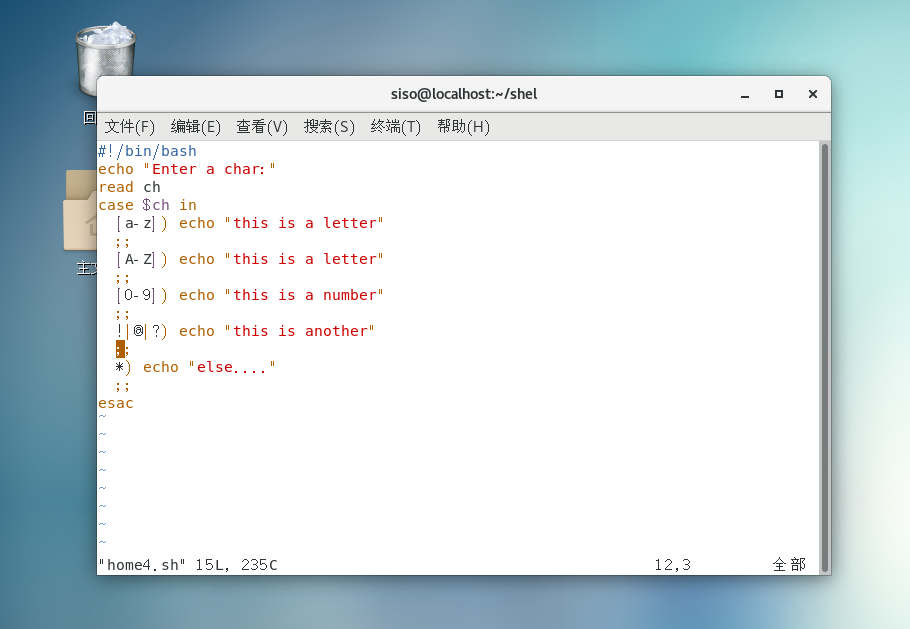 回
主文
siso@localhost:~/shel
文件(F) 编辑(E) 查看(V) 搜索(S) 终端(T) 帮助(H)
#!/bin/bash
echo "Enter a char:"
read ch
case $ch in
  [a-z]) echo "this is a letter"
  ;;
  [A-Z]) echo "this is a letter"
  ;;
  [0-9]) echo "this is a number"
  ;;
  !|@|?) echo "this is another"
  ;;
  *) echo "else...."
  ;;
esac
~
~
~
~
~
~
~
~
"home4.sh" 15L, 235C 12,3 全部